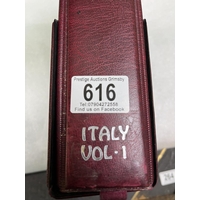 Prestige Auctions Grimsby
616
Tel:07904272556
Find us on Facebook
ITALY
VOL·1